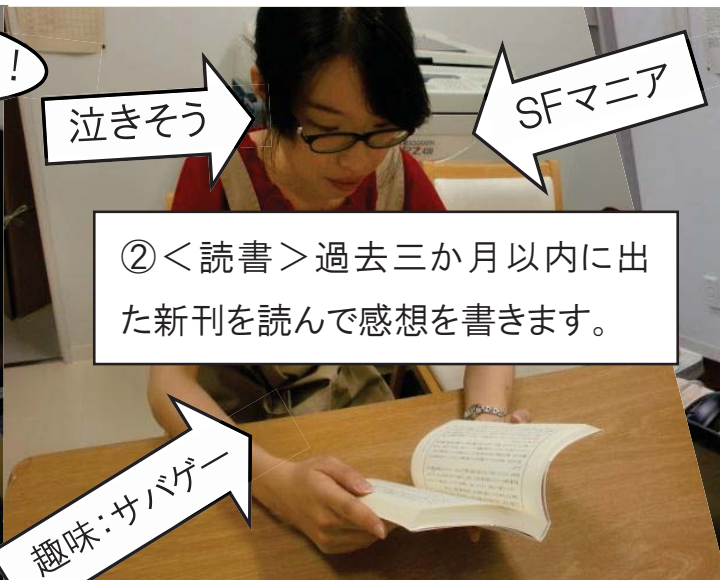 !
泣きそう
SFマニア
②＜読書＞過去三か月以内に出
た新刊を読んで感想を書きます。
趣味：サバゲー